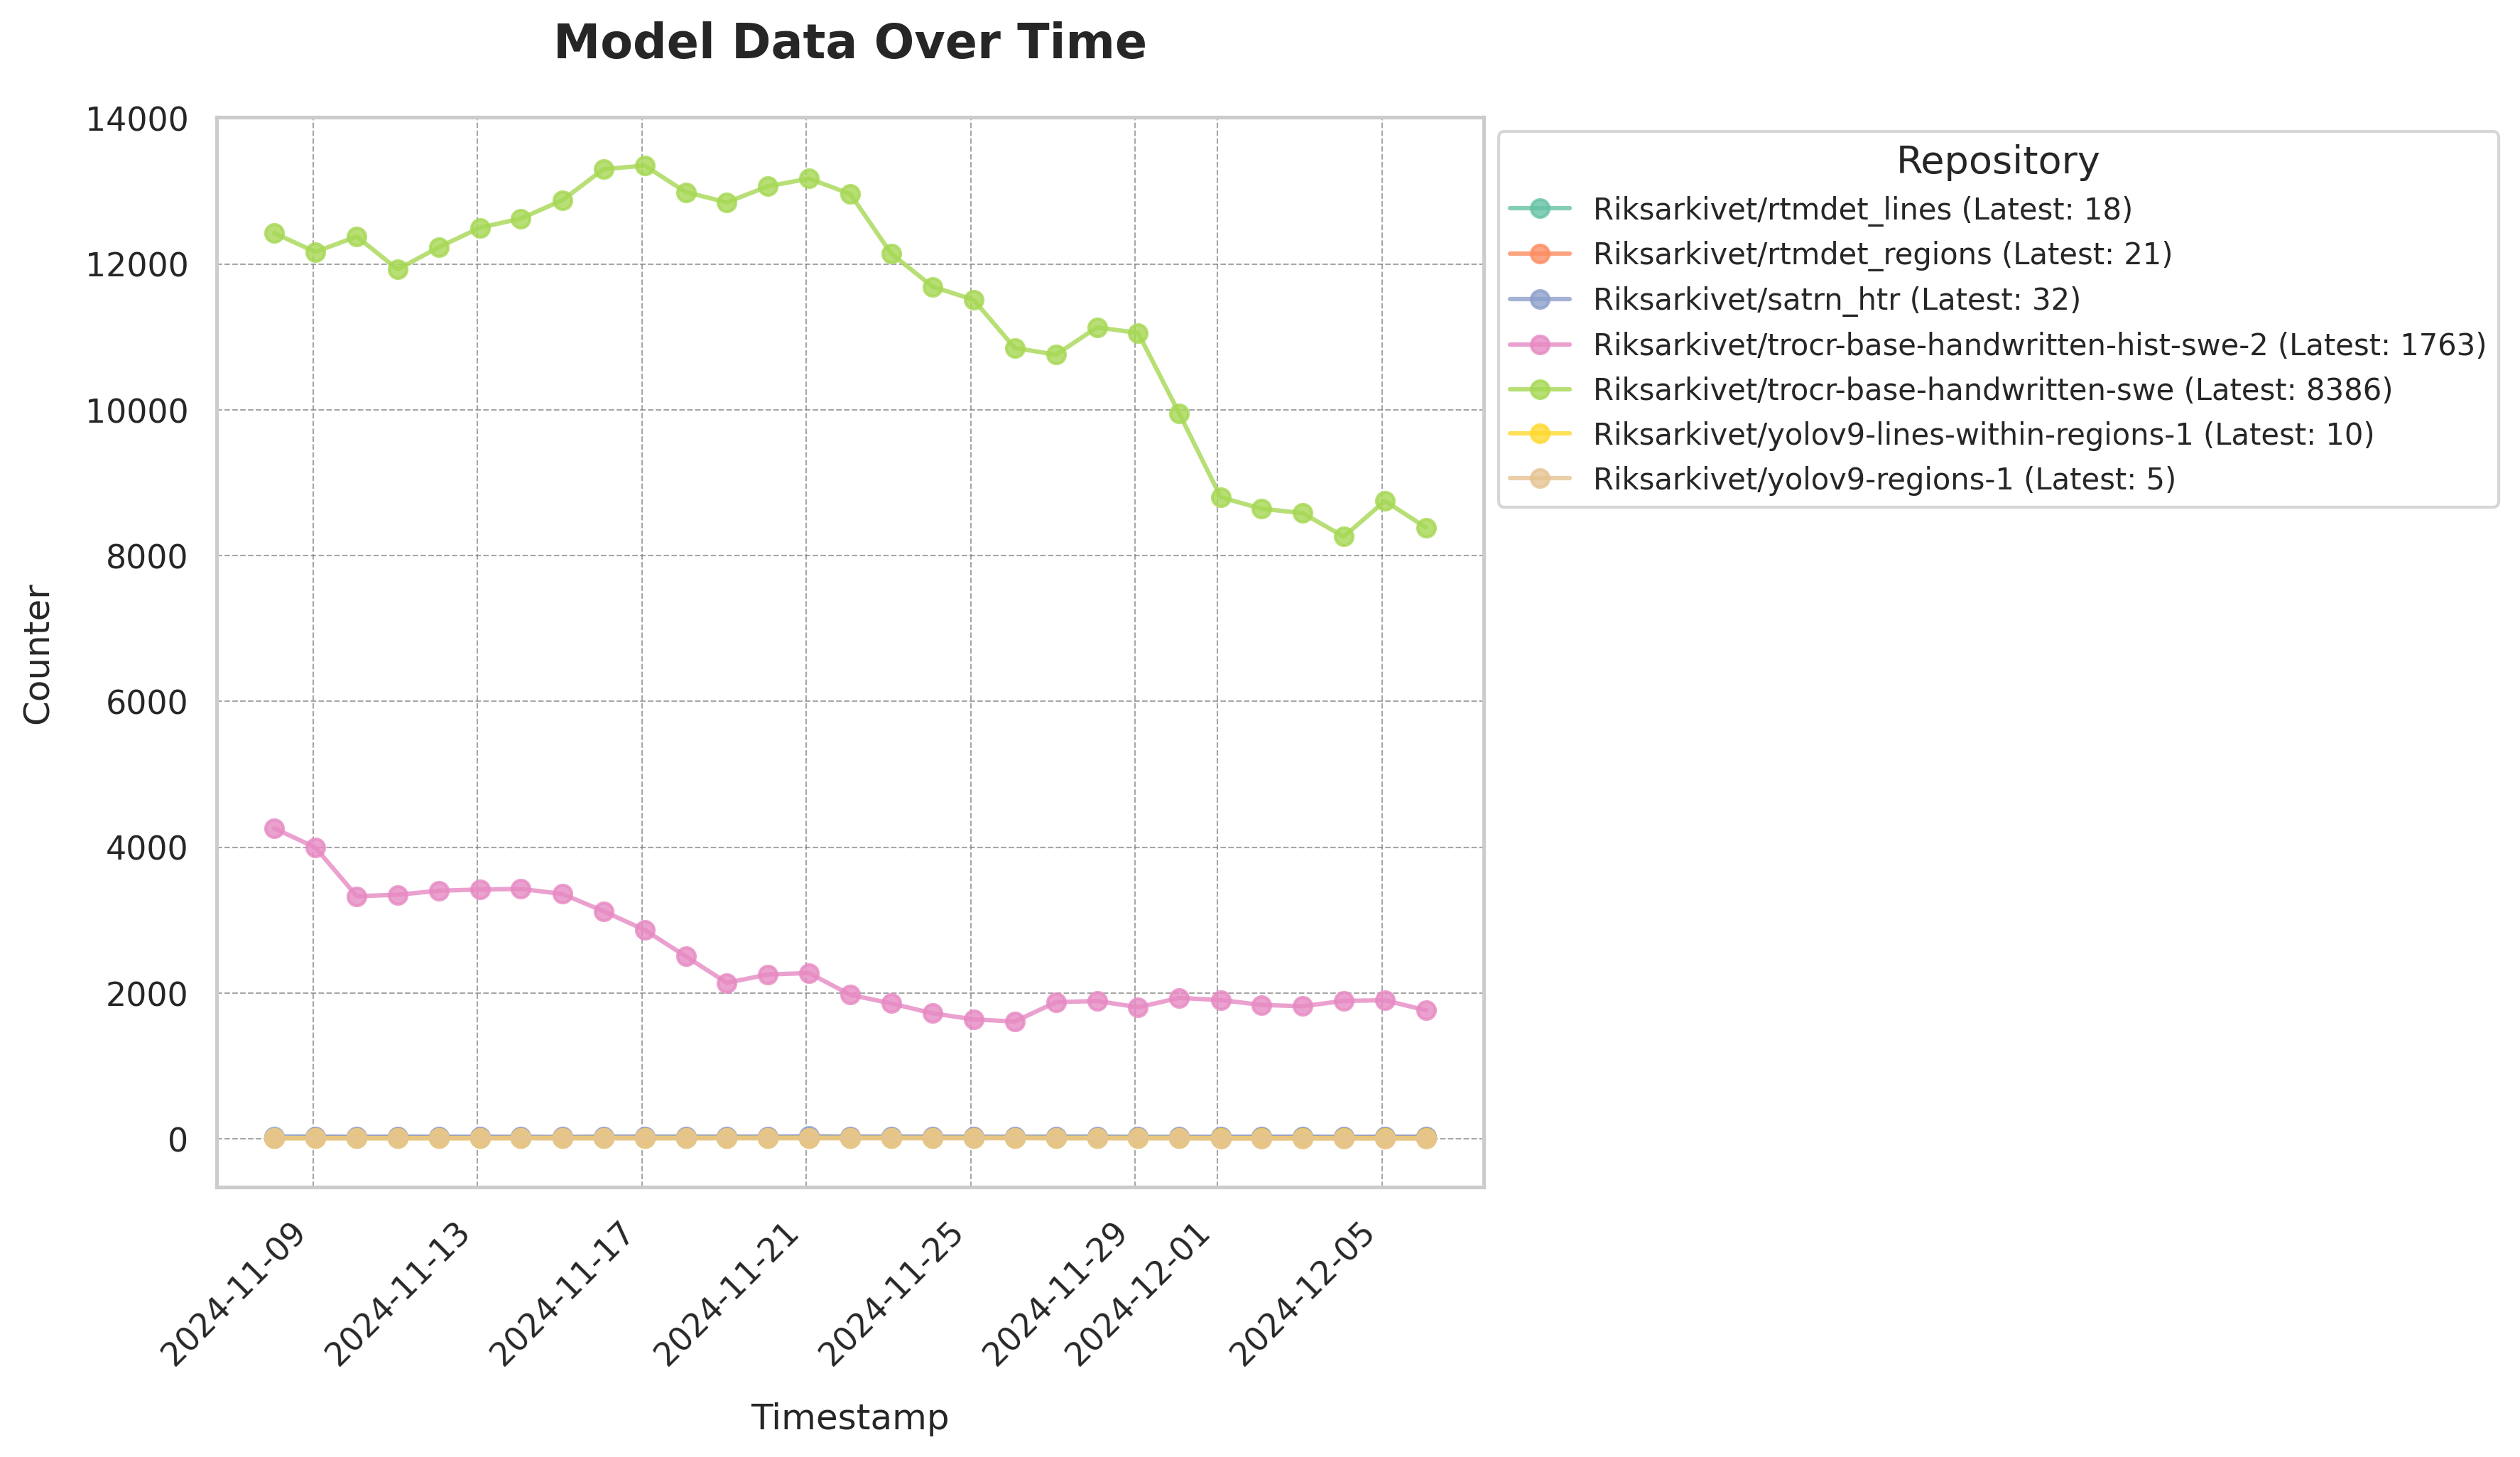 Model Data Over Time
14000
12000
10000
8000
6000
4000
2000
0
Counter
2024-11-09
2024-11-13
2024-11-17
2024-11-21
2024-11-25
2024-11-29
2024-12-01
2024-12-05
Timestamp
Repository
Riksarkivet/rtmdet_lines (Latest: 18)
Riksarkivet/rtmdet_regions (Latest: 21)
Riksarkivet/satrn_htr (Latest: 32)
Riksarkivet/trocr-base-handwritten-hist-swe-2 (Latest: 1763)
Riksarkivet/trocr-base-handwritten-swe (Latest: 8386)
Riksarkivet/yolov9-lines-within-regions-1 (Latest: 10)
Riksarkivet/yolov9-regions-1 (Latest: 5)